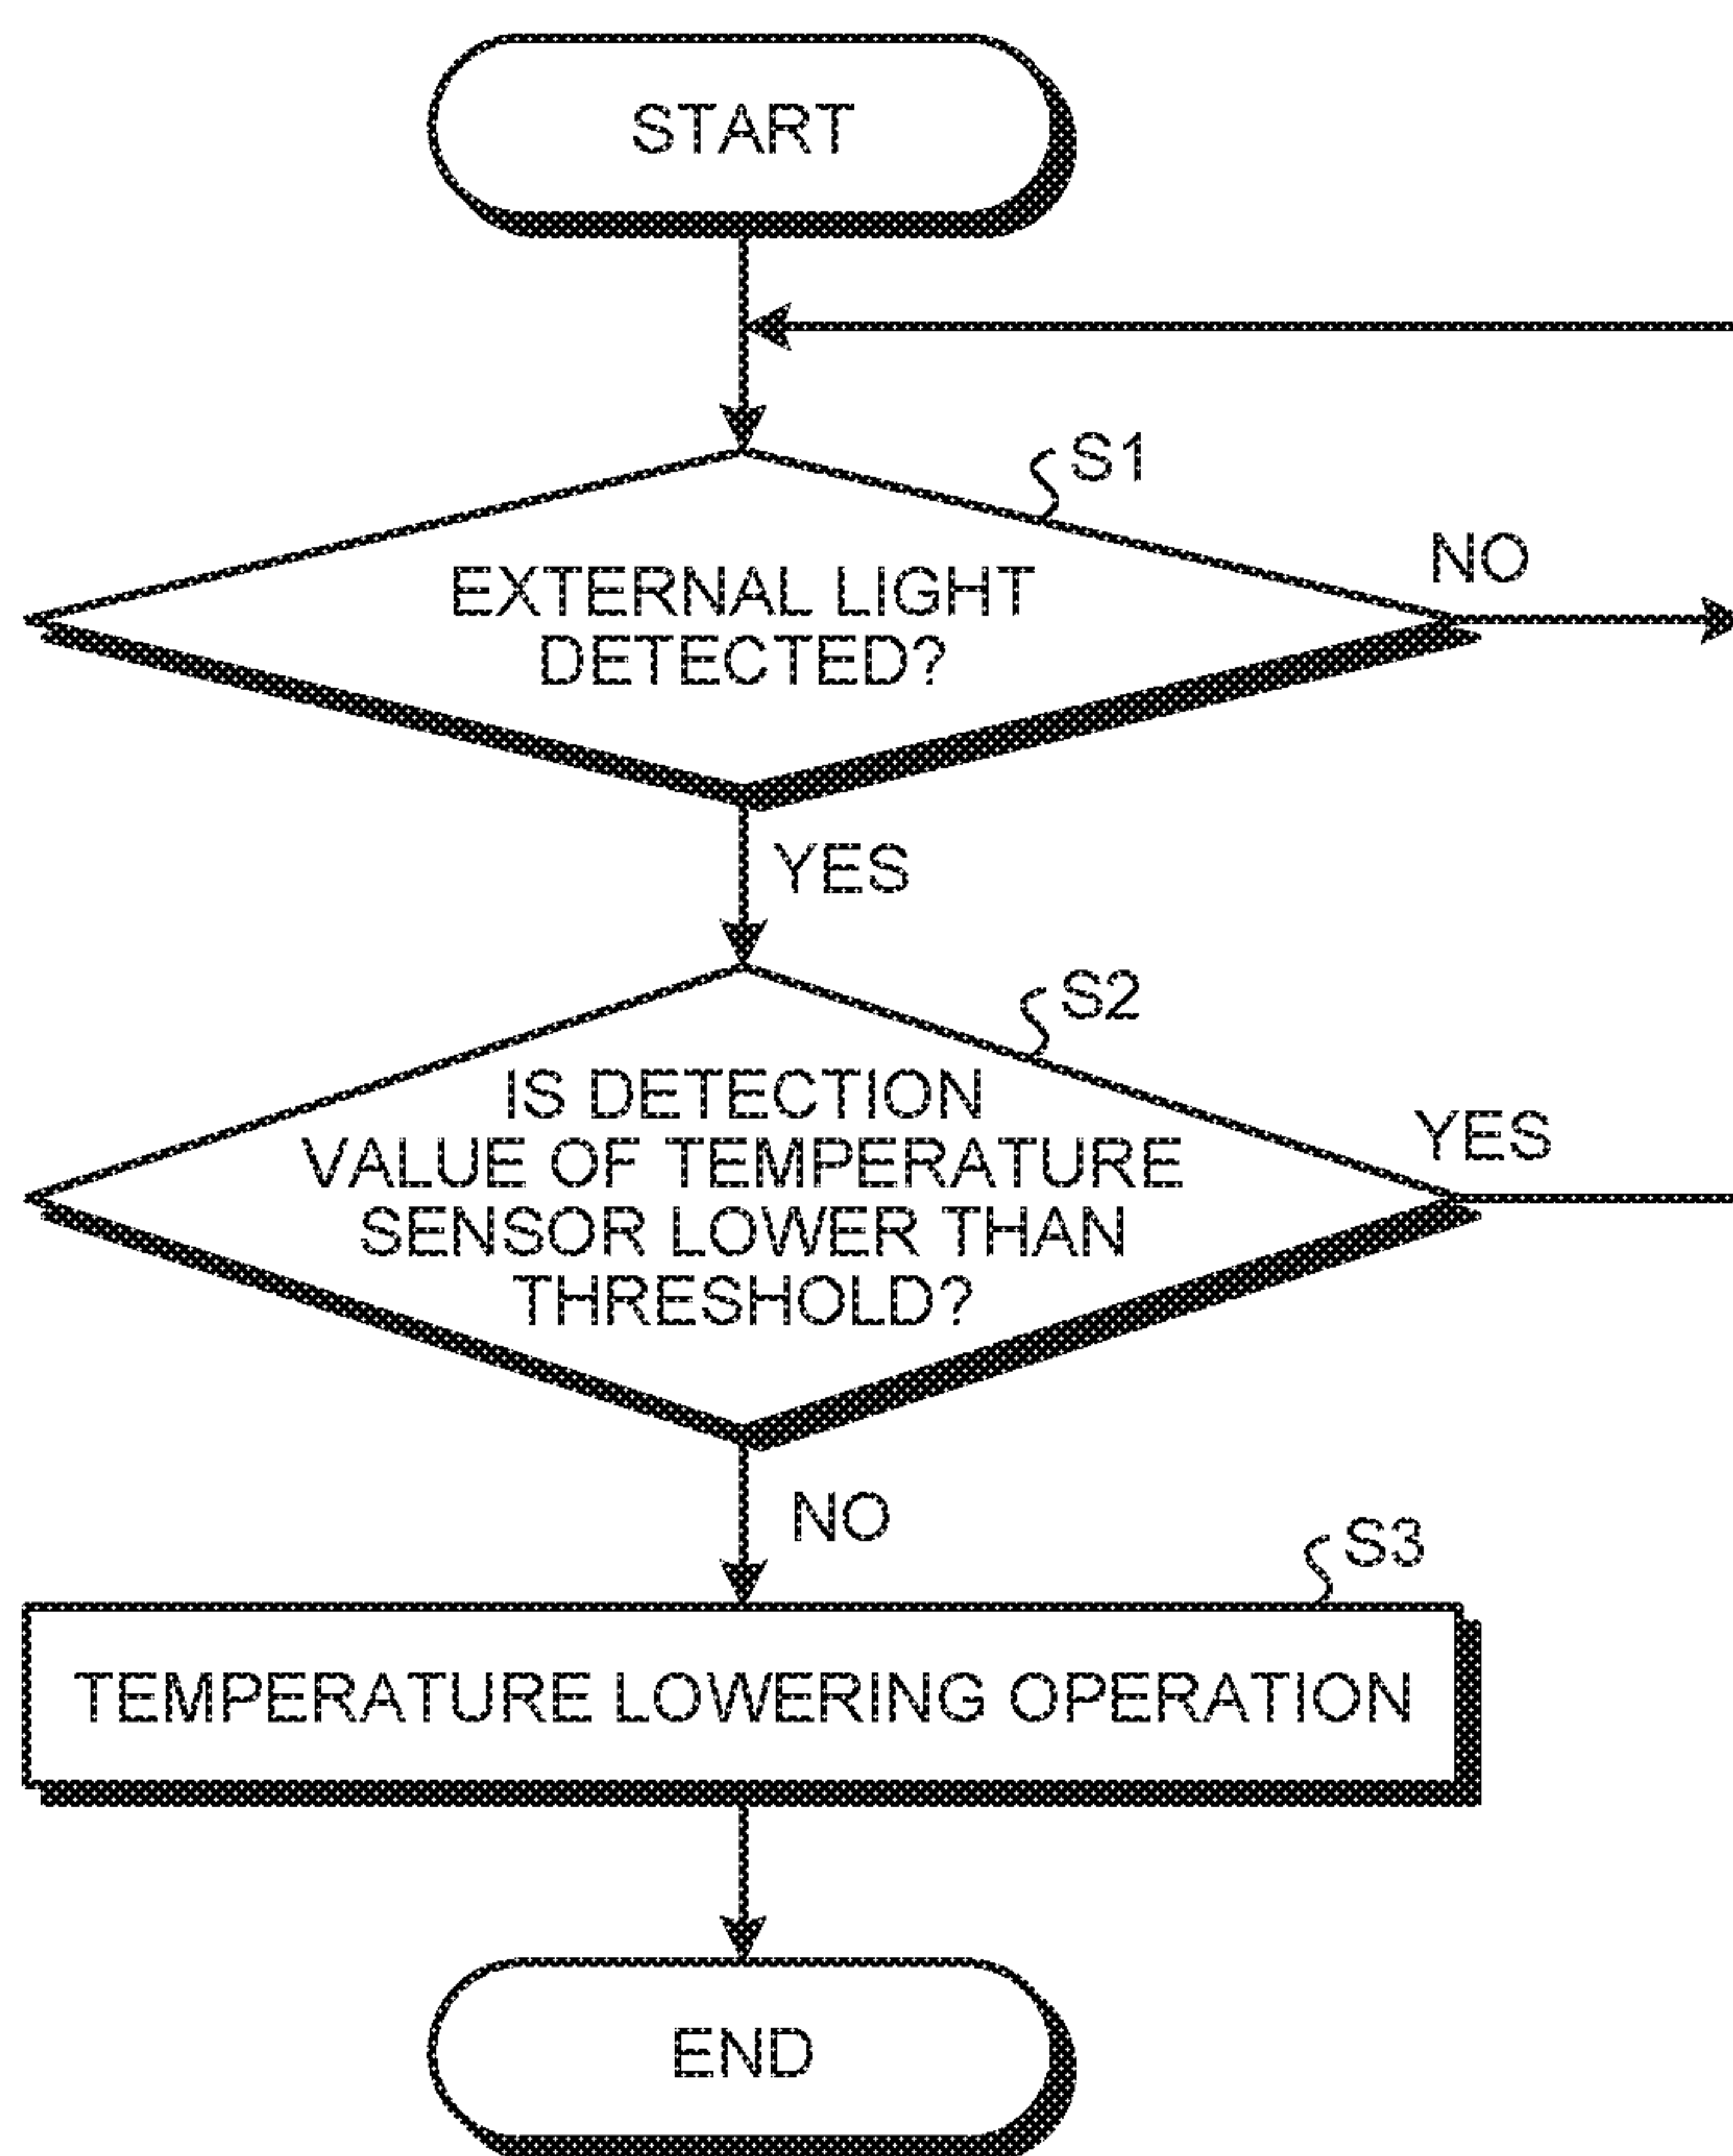 START
S1
NO
EXTERNAL LIGHT
DETECTED?
YES
S2
IS DETECTION
YES
VALUE OF TEMPERATURE
SENSOR LOWER THAN
THRESHOLD?
NO
S3
TEMPERATURE LOWERING OPERATION
END